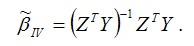 β̃_IV = (Z^T Y)^{-1} Z^T Y .